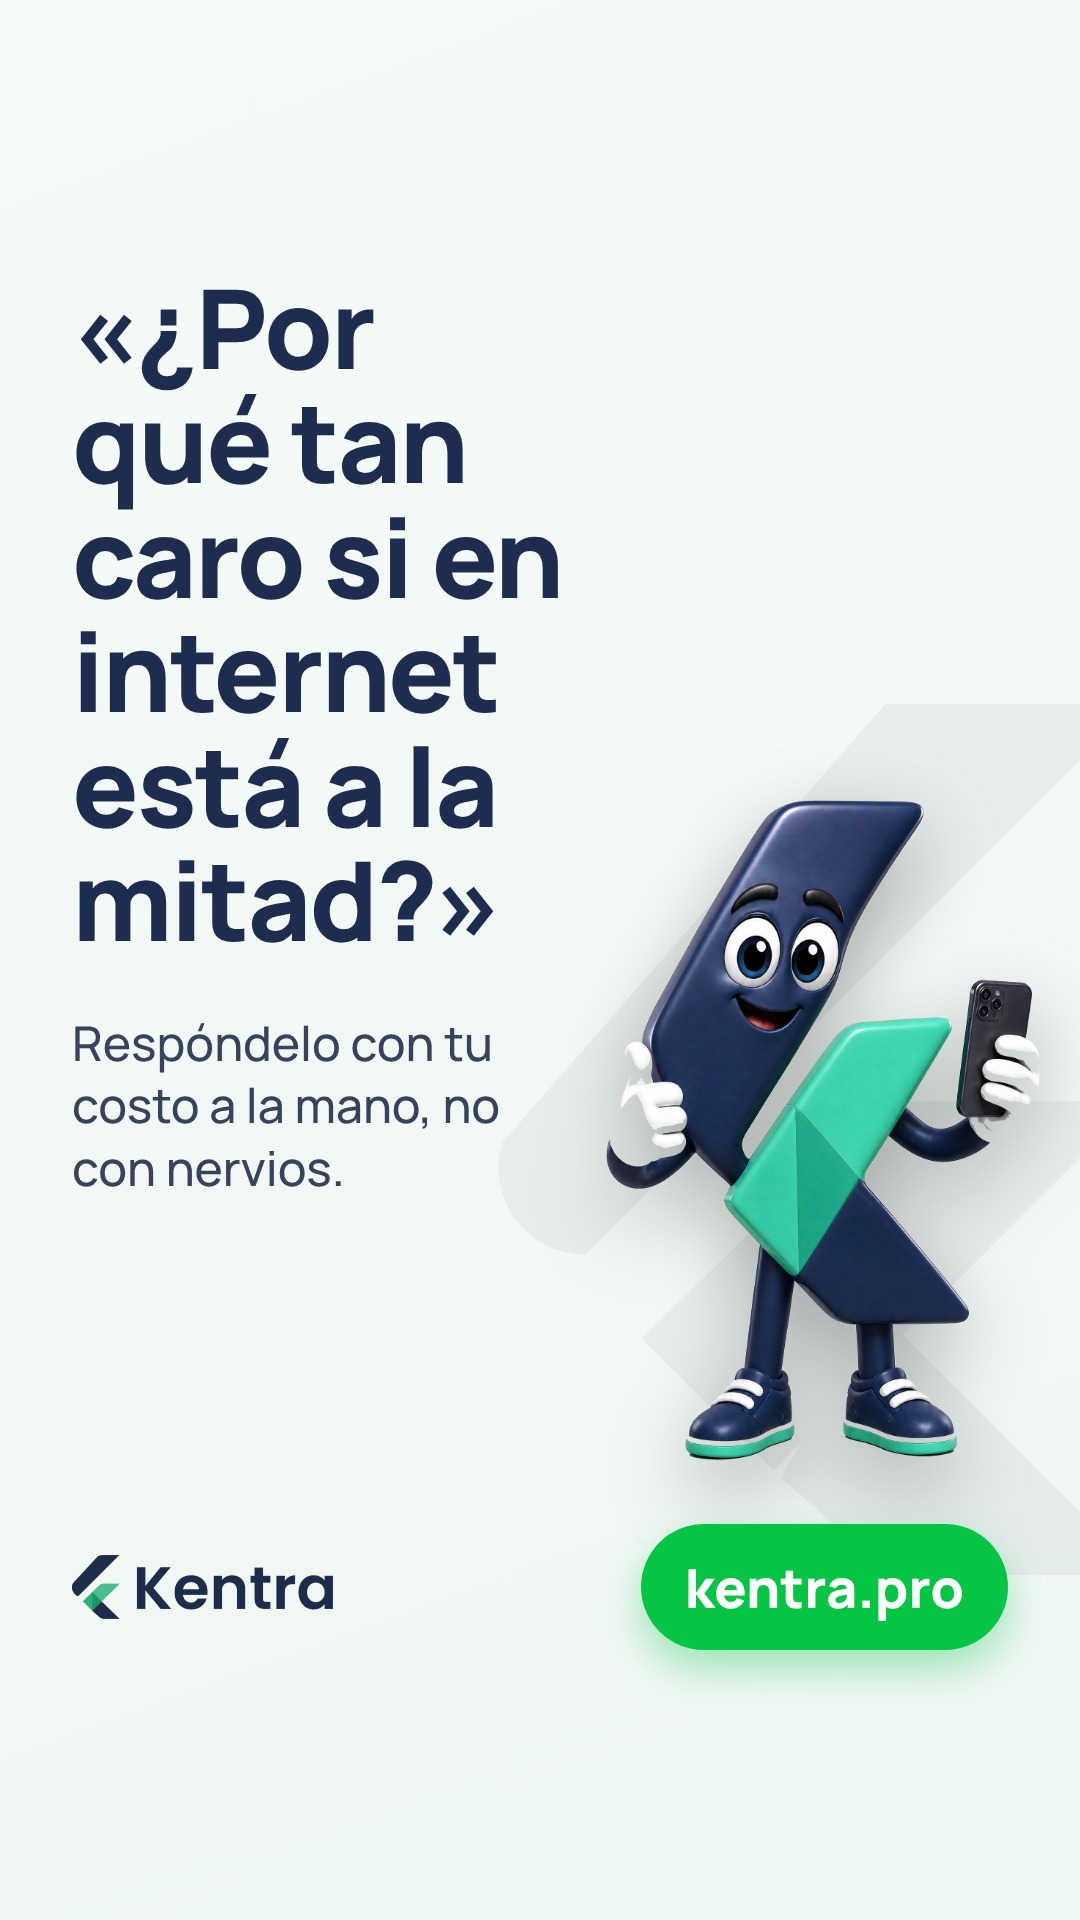 «¿Por
qué tan
caro si en
internet
está a la
mitad?»
Respóndelo con tu
costo a la mano, no
con nervios.
Kentra
kentra.pro